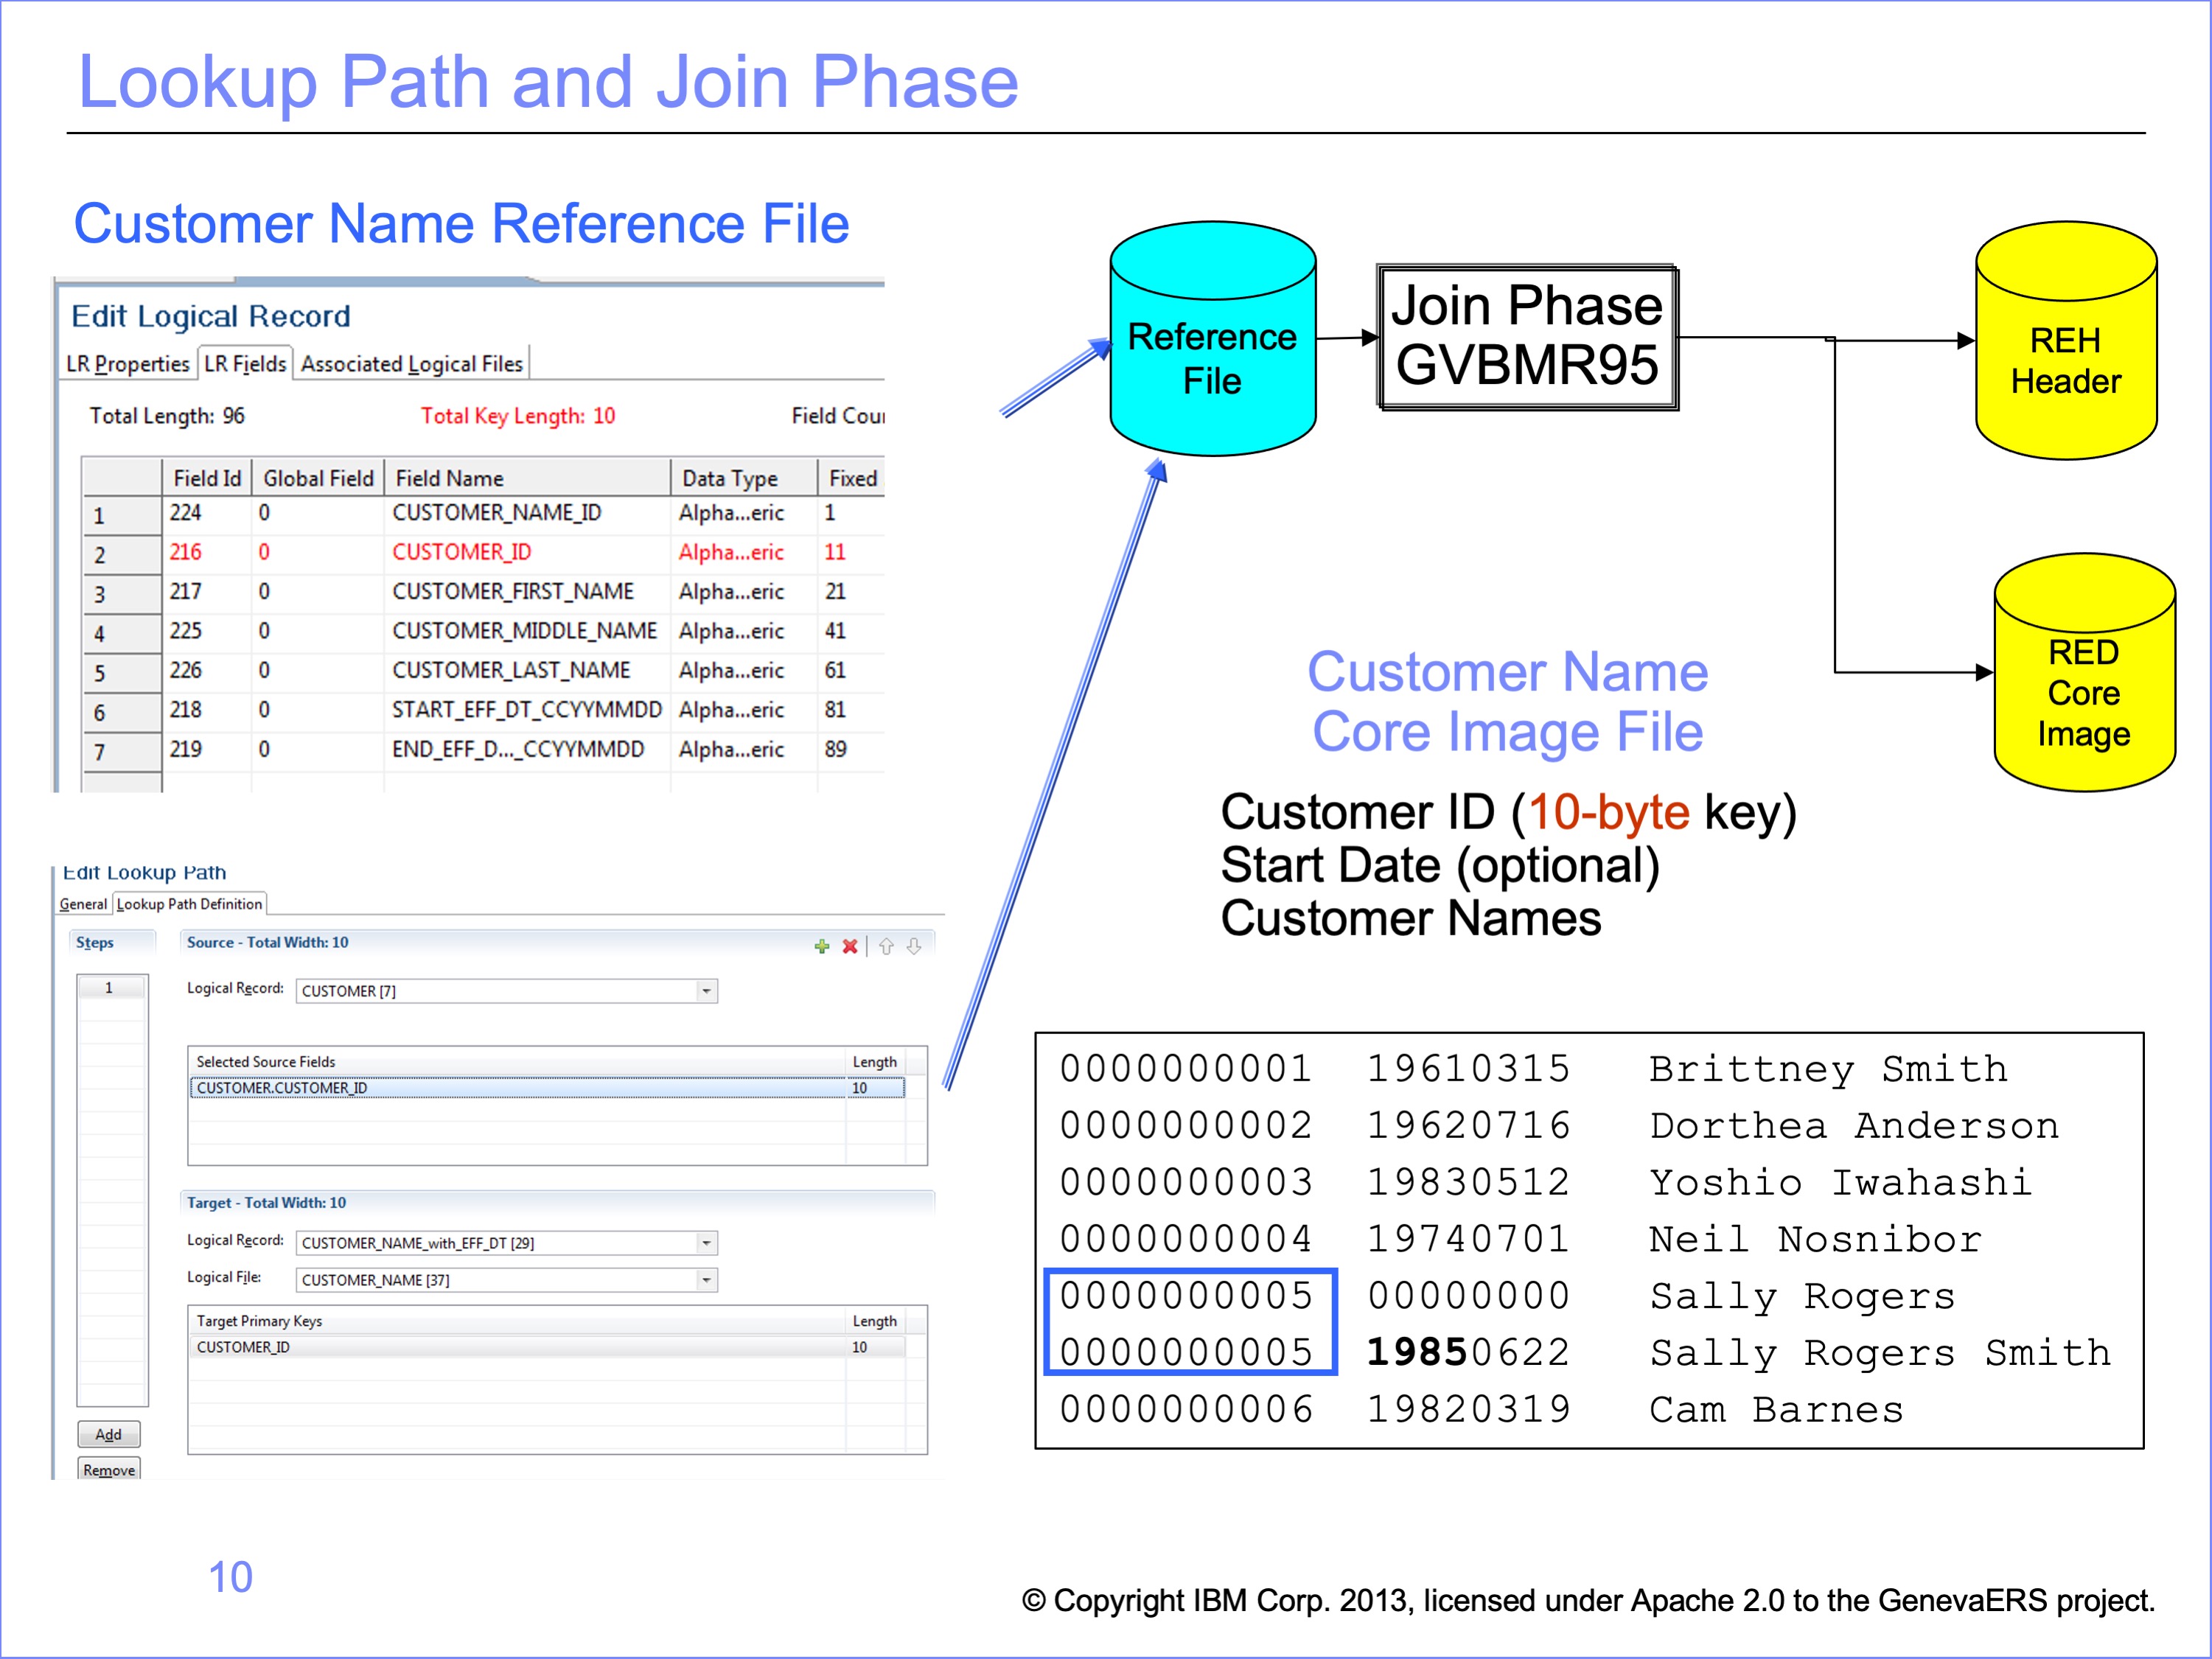 Lookup Path and Join Phase
Customer Name Reference File
Edit Logical Record
LR Properties LR Fields Associated Logical Files
Total Length: 96 Total Key Length: 10 Field Cour
Field Id Global Field Field Name Data Type Fixed
1 224 0 CUSTOMER_NAME_ID Alpha...eric 1
2 216 0 CUSTOMER_ID Alpha...eric 11
3 217 0 CUSTOMER_FIRST_NAME Alpha...eric 21
4 225 0 CUSTOMER_MIDDLE_NAME Alpha...eric 41
5 226 0 CUSTOMER_LAST_NAME Alpha...eric 61
6 218 0 START_EFF_DT_CCYYMMDD Alpha...eric 81
7 219 0 END_EFF_D..._CCYYMMDD Alpha...eric 89
Edit Lookup Path
General Lookup Path Definition
Steps Source - Total Width: 10
1 Logical Record: CUSTOMER [7]
Selected Source Fields Length
CUSTOMER.CUSTOMER_ID 10
Target - Total Width: 10
Logical Record: CUSTOMER_NAME_with_EFF_DT [29]
Logical File: CUSTOMER_NAME [37]
Target Primary Keys Length
CUSTOMER_ID 10
Add
Remove
Reference
File
Join Phase
GVBMR95
REH
Header
RED
Core
Image
Customer Name
Core Image File
Customer ID (10-byte key)
Start Date (optional)
Customer Names
0000000001 19610315 Brittney Smith
0000000002 19620716 Dorthea Anderson
0000000003 19830512 Yoshio Iwahashi
0000000004 19740701 Neil Nosnibor
0000000005 00000000 Sally Rogers
0000000005 19850622 Sally Rogers Smith
0000000006 19820319 Cam Barnes
10
© Copyright IBM Corp. 2013, licensed under Apache 2.0 to the GenevaERS project.